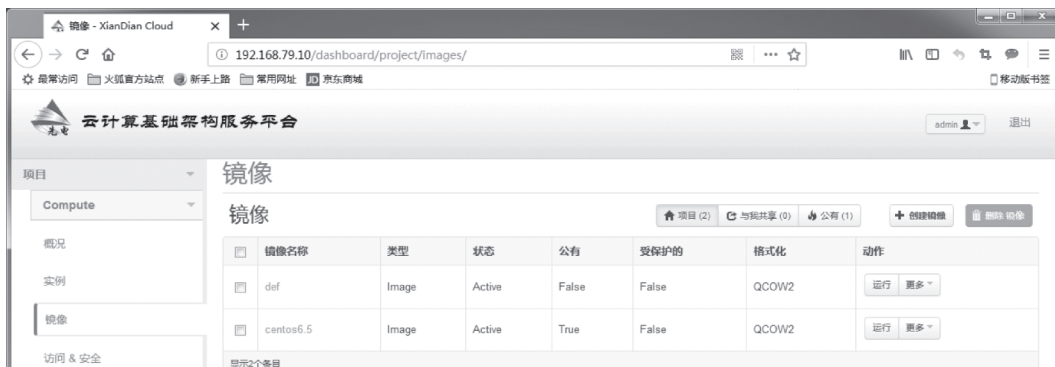 镜像 - XianDian Cloud
192.168.79.10/dashboard/project/images/
最常访问 火狐官方站点 新手上路 常用网址 JD 京东商城 移动版书签
先电 云计算基础架构服务平台 admin 退出
项目
Compute
概况
实例
镜像
访问 & 安全
镜像
镜像 项目 (2) 与我共享 (0) 公有 (1) 创建镜像 删除 镜像
镜像名称 类型 状态 公有 受保护的 格式化 动作
def Image Active False False QCOW2 运行 更多
centos6.5 Image Active True False QCOW2 运行 更多
显示2个条目